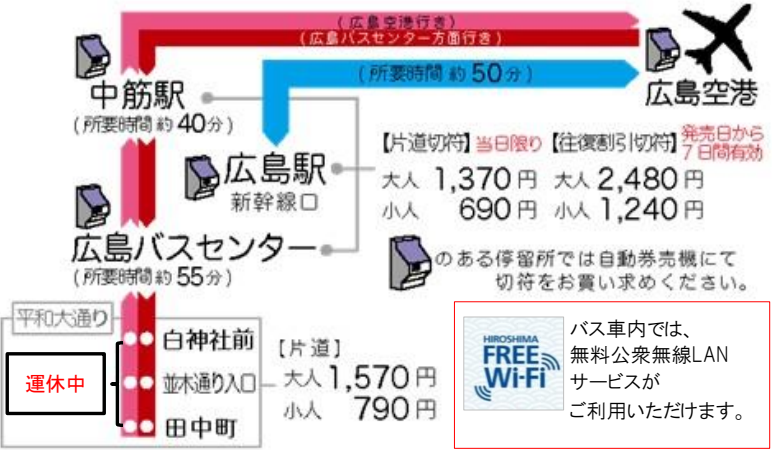 (広島空港行き)
(広島バスセンター方面行き)
(所要時間 約50分)
中筋駅
(所要時間 約40分)
広島空港
広島駅
新幹線口
【片道切符】当日限り
大人 1,370円
小人 690円
【往復割引切符】発売日から
7日間有効
大人 2,480円
小人 1,240円
広島バスセンター
(所要時間 約55分)
のある停留所では自動券売機にて
切符をお買い求めください。
平和大通り
白神社前
並木通り入口
田中町
運休中
【片道】
大人 1,570円
小人 790円
HIROSHIMA
FREE
Wi-Fi
バス車内では、
無料公衆無線LAN
サービスが
ご利用いただけます。